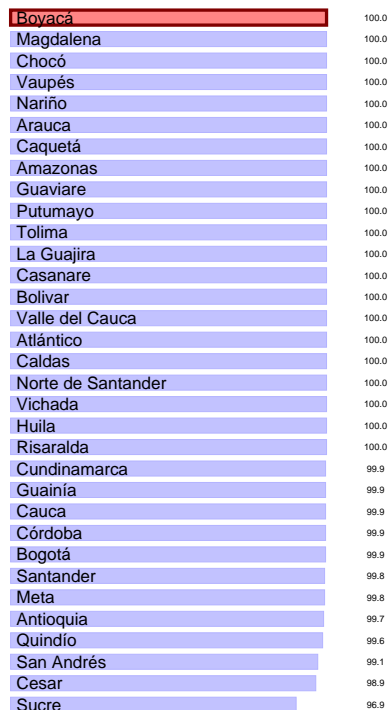 Boyacá 100.0
Magdalena 100.0
Chocó 100.0
Vaupés 100.0
Nariño 100.0
Arauca 100.0
Caquetá 100.0
Amazonas 100.0
Guaviare 100.0
Putumayo 100.0
Tolima 100.0
La Guajira 100.0
Casanare 100.0
Bolivar 100.0
Valle del Cauca 100.0
Atlántico 100.0
Caldas 100.0
Norte de Santander 100.0
Vichada 100.0
Huila 100.0
Risaralda 100.0
Cundinamarca 99.9
Guainía 99.9
Cauca 99.9
Córdoba 99.9
Bogotá 99.9
Santander 99.8
Meta 99.8
Antioquia 99.7
Quindío 99.6
San Andrés 99.1
Cesar 98.9
Sucre 96.9